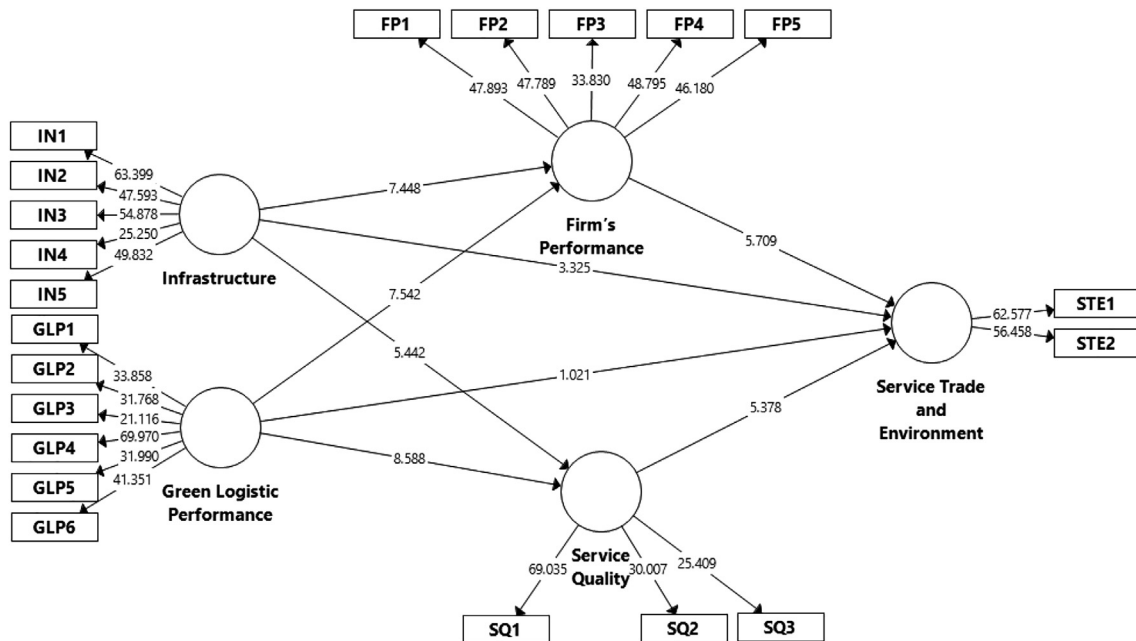 FP1 FP2 FP3 FP4 FP5
47.893 47.789 33.830 48.795 46.180
IN1
IN2
IN3
IN4
IN5
63.399
47.593
54.878
25.250
49.832
Infrastructure
7.448
Firm's
Performance
5.709
3.325
7.542
5.442
1.021
5.378
8.588
GLP1
GLP2
GLP3
GLP4
GLP5
GLP6
33.858
31.768
21.116
69.970
31.990
41.351
Green Logistic
Performance
62.577
56.458
STE1
STE2
Service Trade
and
Environment
Service
Quality
69.035 30.007 25.409
SQ1 SQ2 SQ3